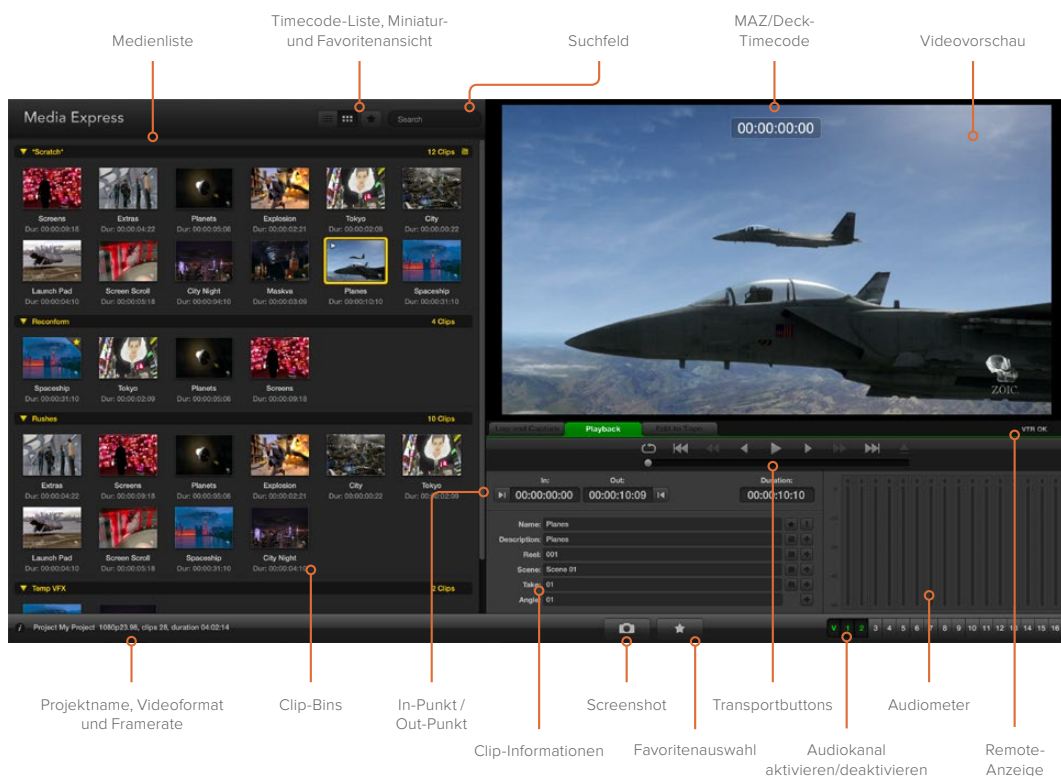 Timecode-Liste, Miniatur-
und Favoritenansicht
MAZ/Deck-
Timecode
Medienliste
Suchfeld
Videovorschau
Media Express
Search
00:00:00:00
*Scratch*
12 Clips
Screens
Extras
Planets
Explosion
Tokyo
City
Dur: 00:00:09:18
Dur: 00:00:04:22
Dur: 00:00:05:06
Dur: 00:00:02:21
Dur: 00:00:02:09
Dur: 00:00:00:22
Launch Pad
Screen Scroll
City Night
Maskva
Planes
Spaceship
Dur: 00:00:04:10
Dur: 00:00:05:18
Dur: 00:00:04:10
Dur: 00:00:03:09
Dur: 00:00:10:10
Dur: 00:00:31:10
Reconform
4 Clips
Spaceship
Tokyo
Planets
Screens
Dur: 00:00:31:10
Dur: 00:00:02:09
Dur: 00:00:05:06
Dur: 00:00:09:18
ZOIC
Rushes
10 Clips
Log and Capture
Playback
Edit to Tape
VTR OK
Extras
Screens
Planets
Explosion
City
Tokyo
Dur: 00:00:04:22
Dur: 00:00:09:18
Dur: 00:00:05:06
Dur: 00:00:02:21
Dur: 00:00:00:22
Dur: 00:00:02:09
In:
Out:
Duration:
00:00:00:00
00:00:10:09
00:00:10:10
Launch Pad
Screen Scroll
Spaceship
City Night
Dur: 00:00:04:10
Dur: 00:00:05:18
Dur: 00:00:31:10
Dur: 00:00:04:10
Name: Planes
Description: Planes
Reel: 001
Scene: Scene 01
Take: 01
Angle: 01
Temp VFX
2 Clips
Project My Project 1080p23.98, clips 28, duration 04:02:14
V 1 2 3 4 5 6 7 8 9 10 11 12 13 14 15 16
Projektname, Videoformat
und Framerate
Clip-Bins
In-Punkt /
Out-Punkt
Screenshot
Transportbuttons
Audiometer
Clip-Informationen
Favoritenauswahl
Audiokanal
aktivieren/deaktivieren
Remote-
Anzeige